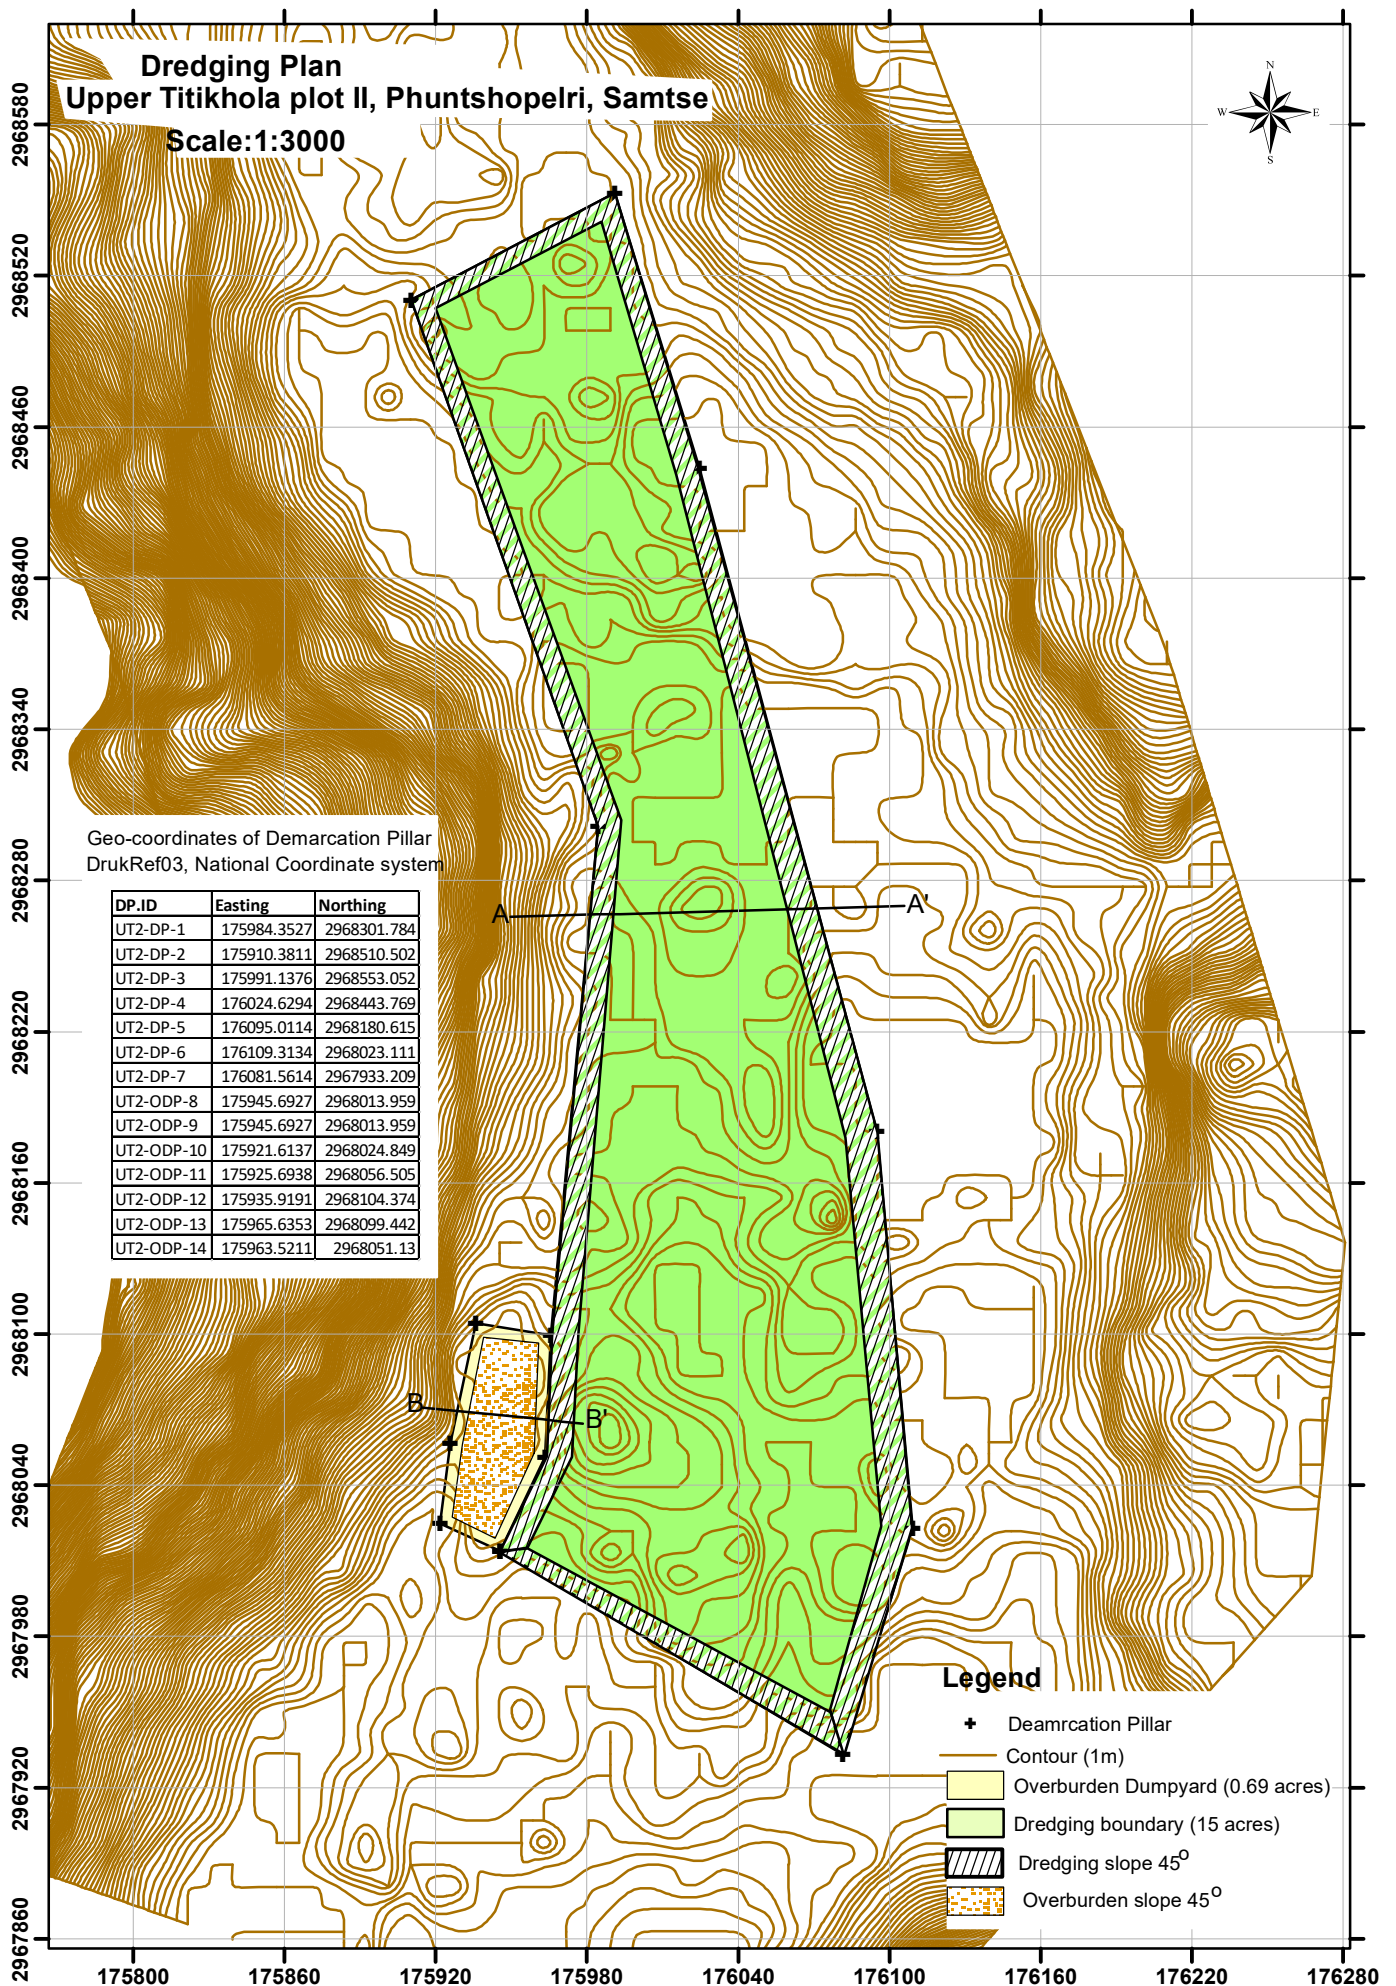 Dredging Plan
Upper Titikhola plot II, Phuntshopelri, Samtse
Scale:1:3000
N
W E
S
2968580
2968520
2968460
2968400
2968340
2968280
2968220
2968160
2968100
2968040
2967980
2967920
2967860
Geo-coordinates of Demarcation Pillar
DrukRef03, National Coordinate system
DP.ID Easting Northing
UT2-DP-1 175984.3527 2968301.784
UT2-DP-2 175910.3811 2968510.502
UT2-DP-3 175991.1376 2968553.052
UT2-DP-4 176024.6294 2968443.769
UT2-DP-5 176095.0114 2968180.615
UT2-DP-6 176109.3134 2968023.111
UT2-DP-7 176081.5614 2967933.209
UT2-ODP-8 175945.6927 2968013.959
UT2-ODP-9 175945.6927 2968013.959
UT2-ODP-10 175921.6137 2968024.849
UT2-ODP-11 175925.6938 2968056.505
UT2-ODP-12 175935.9191 2968104.374
UT2-ODP-13 175965.6353 2968099.442
UT2-ODP-14 175963.5211 2968051.13
A A'
B B'
Legend
Deamrcation Pillar
Contour (1m)
Overburden Dumpyard (0.69 acres)
Dredging boundary (15 acres)
Dredging slope 45°
Overburden slope 45°
175800 175860 175920 175980 176040 176100 176160 176220 176280